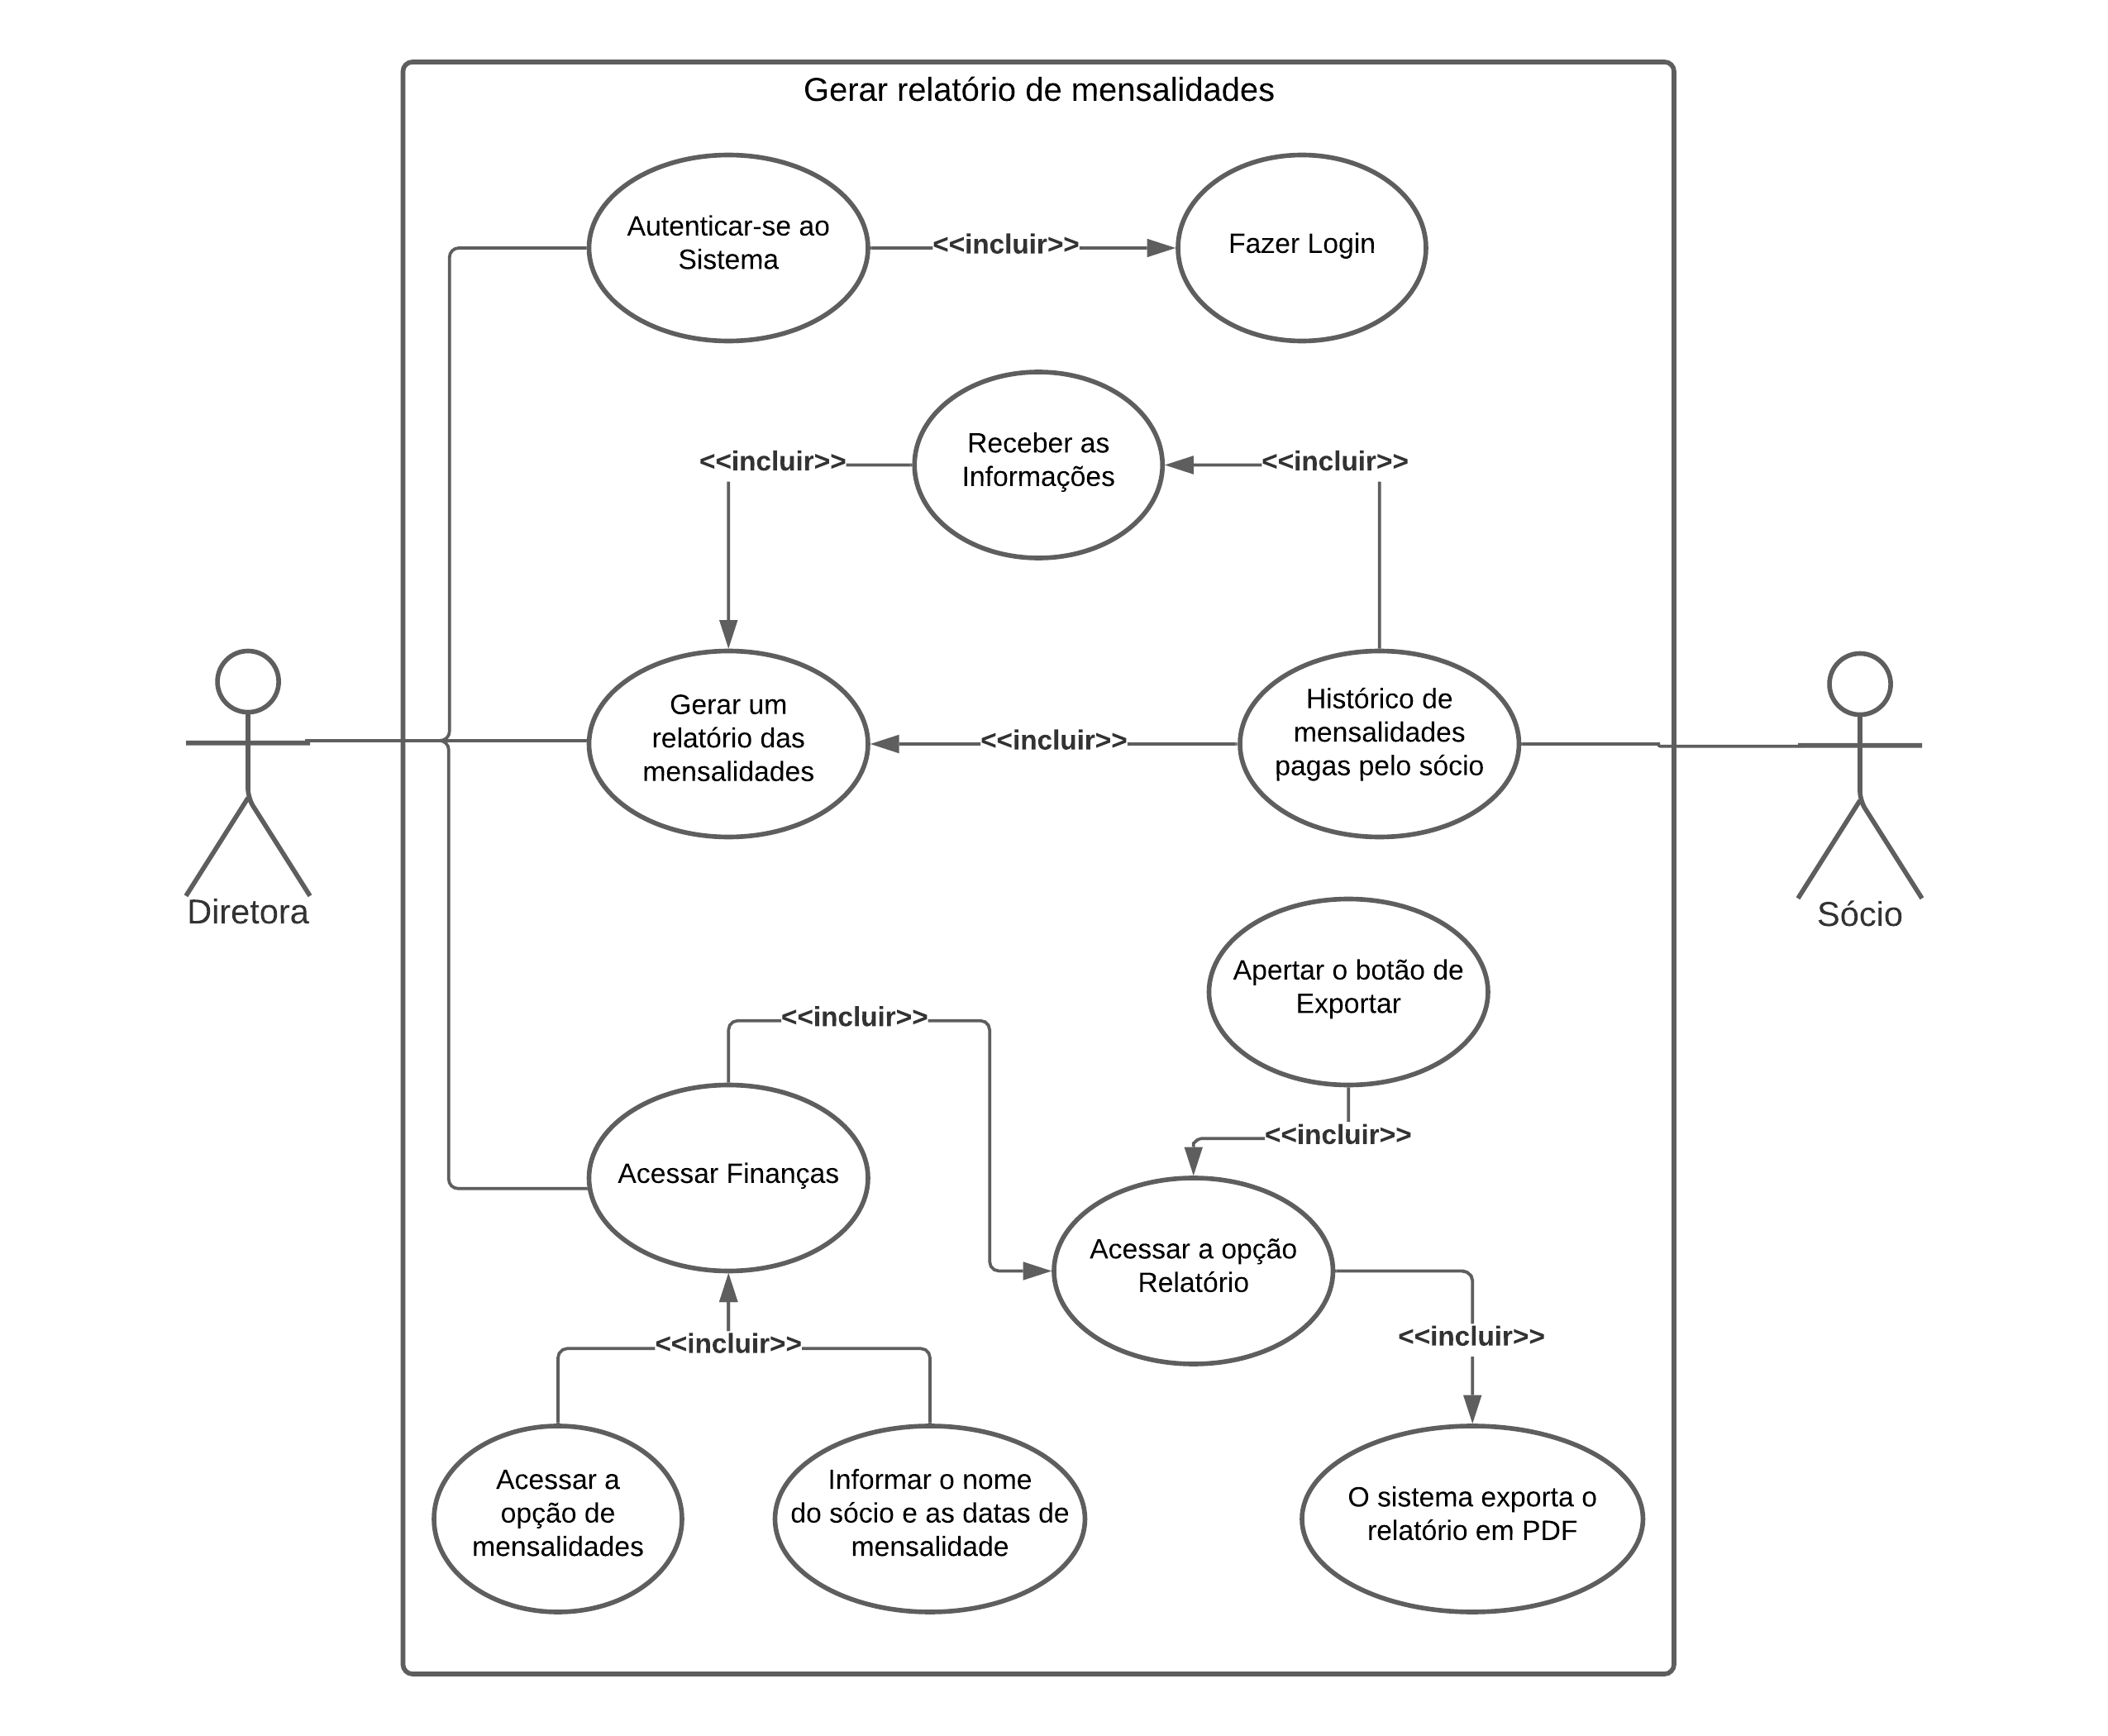 Gerar relatório de mensalidades
Autenticar-se ao
Sistema
<<incluir>>
Fazer Login
<<incluir>>
Receber as
Informações
<<incluir>>
Gerar um
relatório das
mensalidades
<<incluir>>
Histórico de
mensalidades
pagas pelo sócio
Diretora
Sócio
Apertar o botão de
Exportar
<<incluir>>
<<incluir>>
Acessar Finanças
Acessar a opção
Relatório
<<incluir>>
<<incluir>>
Acessar a
opção de
mensalidades
Informar o nome
do sócio e as datas de
mensalidade
O sistema exporta o
relatório em PDF